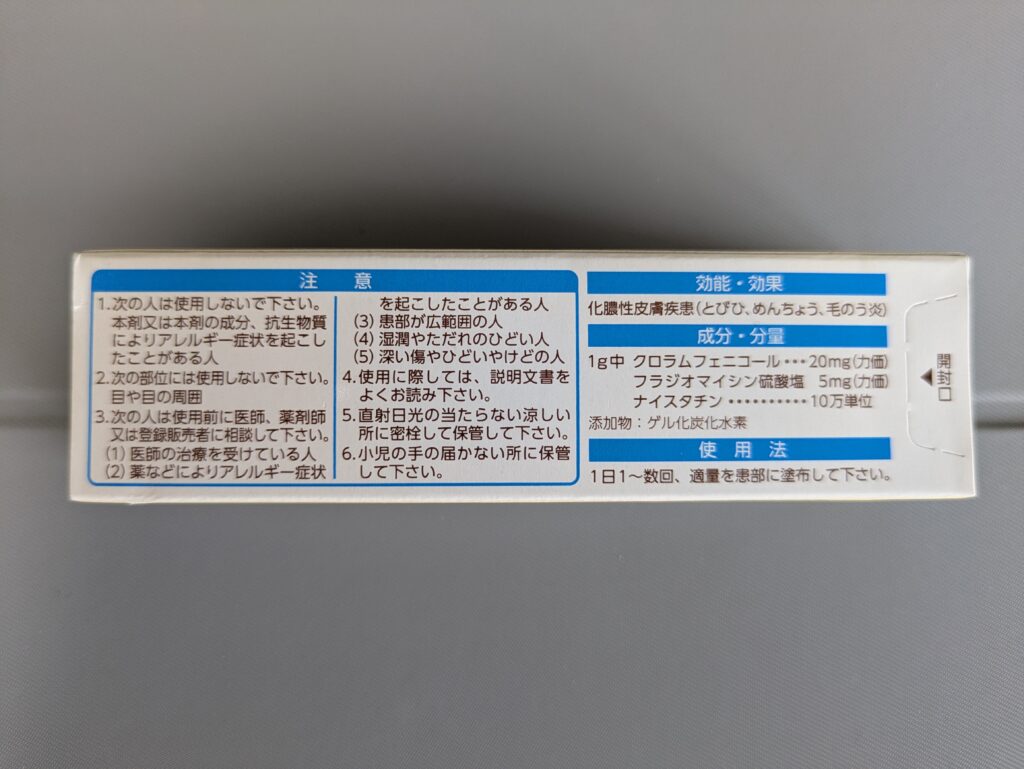 注意
1.次の人は使用しないで下さい。
本剤又は本剤の成分、抗生物質
によりアレルギー症状を起こし
たことがある人
2.次の部位には使用しないで下さい。
目や目の周囲
3.次の人は使用前に医師、薬剤師
又は登録販売者に相談して下さい。
(1) 医師の治療を受けている人
(2) 薬などによりアレルギー症状
を起こしたことがある人
(3) 患部が広範囲の人
(4) 湿潤やただれのひどい人
(5) 深い傷やひどいやけどの人
4.使用に際しては、説明文書を
よくお読み下さい。
5.直射日光の当たらない涼しい
所に密栓して保管して下さい。
6.小児の手の届かない所に保管
して下さい。
効能・効果
化膿性皮膚疾患(とびひ、めんちょう、毛のう炎)
成分・分量
1g中 クロラムフェニコール・・・20mg(力価)
フラジオマイシン硫酸塩 5mg(力価)
ナイスタチン・・・・・・・・・・10万単位
添加物：ゲル化炭化水素
使用法
1日1〜数回、適量を患部に塗布して下さい。
開封口